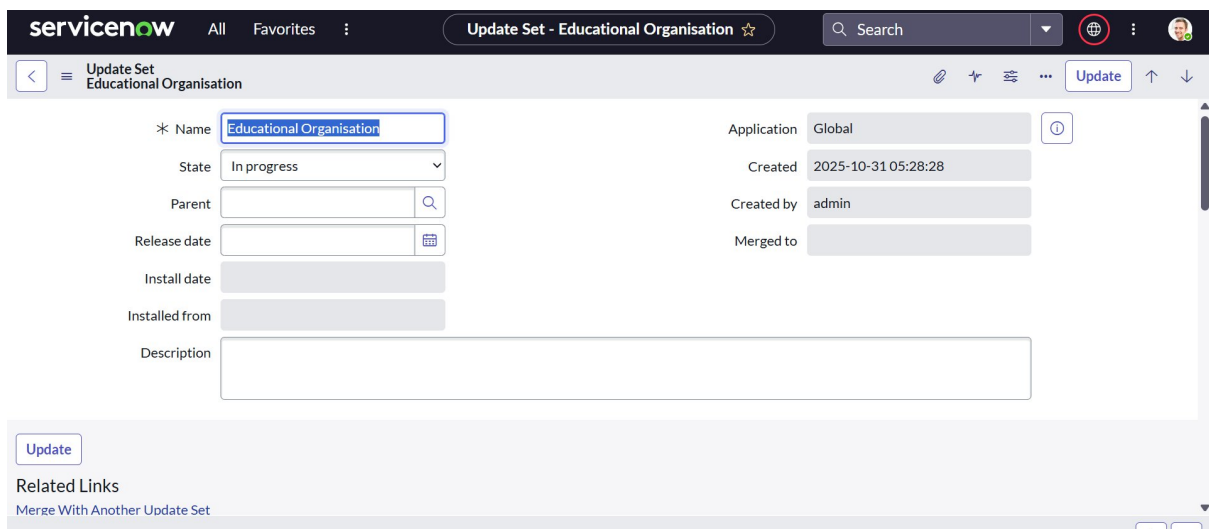 servicenow All Favorites Update Set - Educational Organisation Search
Update Set
Educational Organisation
Update
Name Educational Organisation
Application Global
State In progress
Created 2025-10-31 05:28:28
Parent
Created by admin
Release date
Merged to
Install date
Installed from
Description
Update
Related Links
Merge With Another Update Set